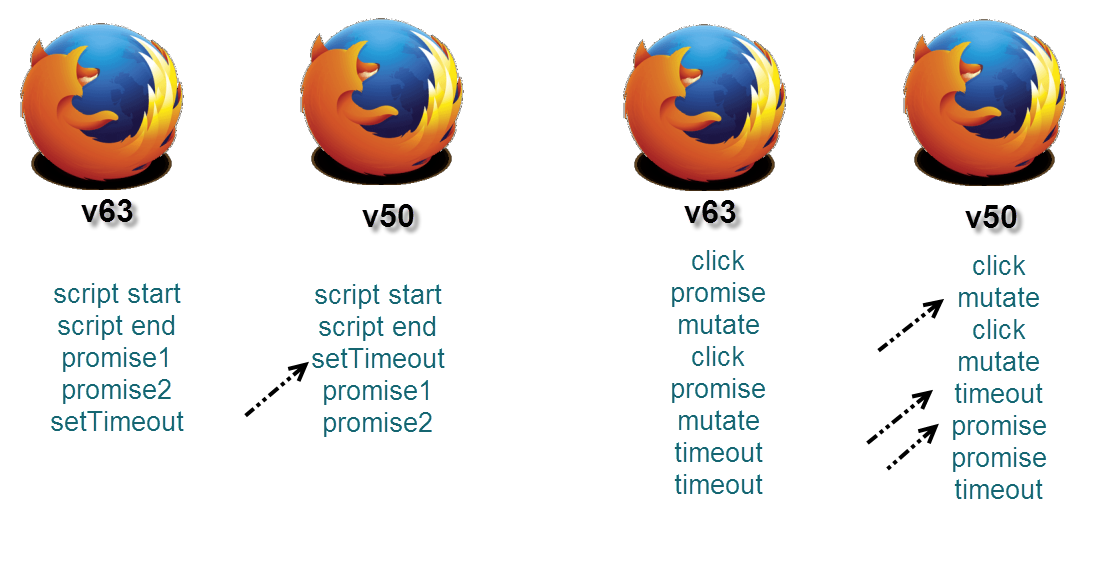 v63
script start
script end
promise1
promise2
setTimeout
v50
script start
script end
setTimeout
promise1
promise2
v63
click
promise
mutate
click
promise
mutate
timeout
timeout
v50
click
mutate
click
mutate
timeout
promise
promise
timeout